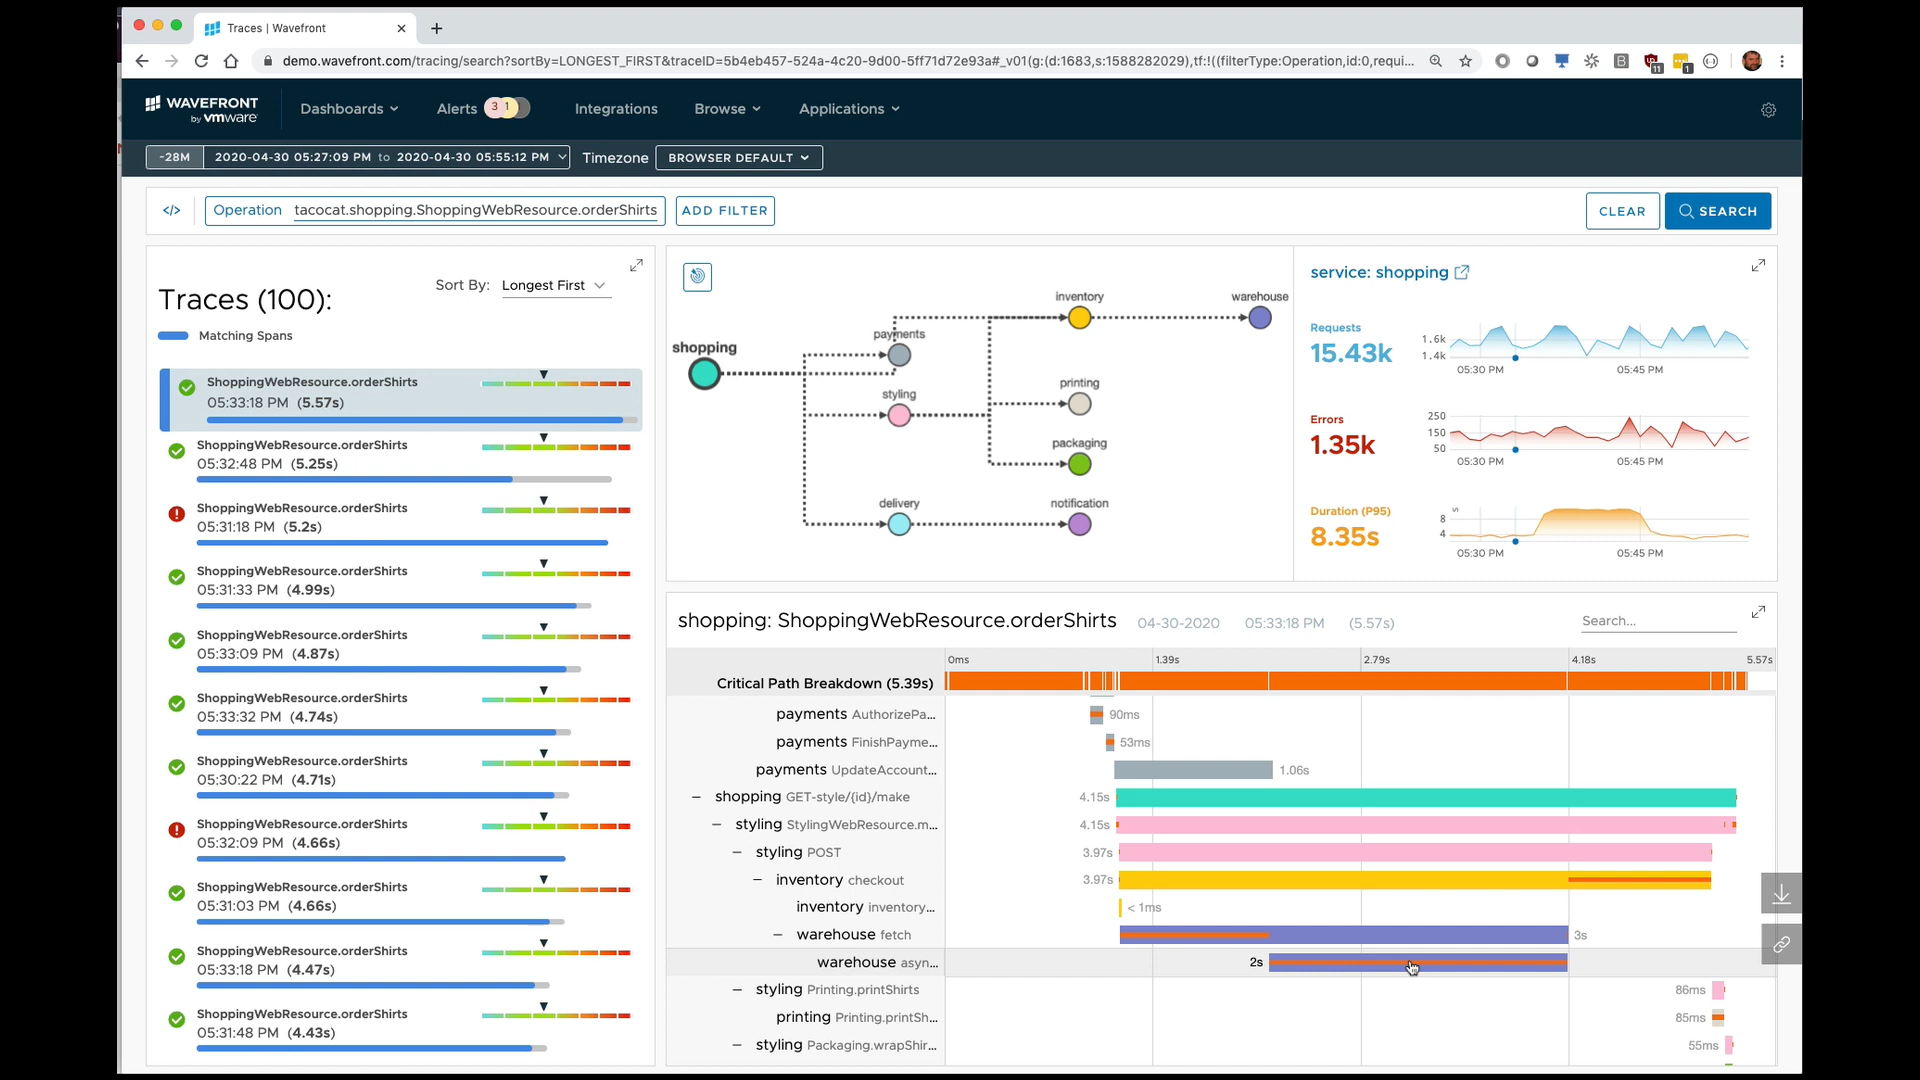 Traces | Wavefront
demo.wavefront.com/tracing/search?sortBy=LONGEST_FIRST&traceID=5b4eb457-524a-4c20-9d00-5ff71d72e93a#_v01(g:(d:1683,s:1588282029),tf:!((filterType:Operation,id:0,requi...
11
1
WAVEFRONT
by vmware
Dashboards
Alerts 3 1
Integrations
Browse
Applications
~28M
2020-04-30 05:27:09 PM to 2020-04-30 05:55:12 PM
Timezone
BROWSER DEFAULT
</>
Operation tacocat.shopping.ShoppingWebResource.orderShirts
ADD FILTER
CLEAR
SEARCH
Traces (100):
Sort By: Longest First
Matching Spans
ShoppingWebResource.orderShirts
05:33:18 PM (5.57s)
ShoppingWebResource.orderShirts
05:32:48 PM (5.25s)
ShoppingWebResource.orderShirts
05:31:18 PM (5.2s)
ShoppingWebResource.orderShirts
05:31:33 PM (4.99s)
ShoppingWebResource.orderShirts
05:33:09 PM (4.87s)
ShoppingWebResource.orderShirts
05:33:32 PM (4.74s)
ShoppingWebResource.orderShirts
05:30:22 PM (4.71s)
ShoppingWebResource.orderShirts
05:32:09 PM (4.66s)
ShoppingWebResource.orderShirts
05:31:03 PM (4.66s)
ShoppingWebResource.orderShirts
05:33:18 PM (4.47s)
ShoppingWebResource.orderShirts
05:31:48 PM (4.43s)
shopping
payments
styling
delivery
inventory
printing
packaging
notification
warehouse
service: shopping
Requests
15.43k
1.6k
1.4k
05:30 PM
05:45 PM
Errors
1.35k
250
150
50
05:30 PM
05:45 PM
Duration (P95)
8.35s
s
8
4
05:30 PM
05:45 PM
shopping: ShoppingWebResource.orderShirts 04-30-2020 05:33:18 PM (5.57s)
Search...
0ms 1.39s 2.79s 4.18s 5.57s
Critical Path Breakdown (5.39s)
payments AuthorizePa... 90ms
payments FinishPayme... 53ms
payments UpdateAccount... 1.06s
– shopping GET-style/{id}/make 4.15s
– styling StylingWebResource.m... 4.15s
– styling POST 3.97s
– inventory checkout 3.97s
inventory inventory... < 1ms
– warehouse fetch 3s
warehouse asyn... 2s
– styling Printing.printShirts 86ms
printing Printing.printSh... 85ms
– styling Packaging.wrapShir... 55ms